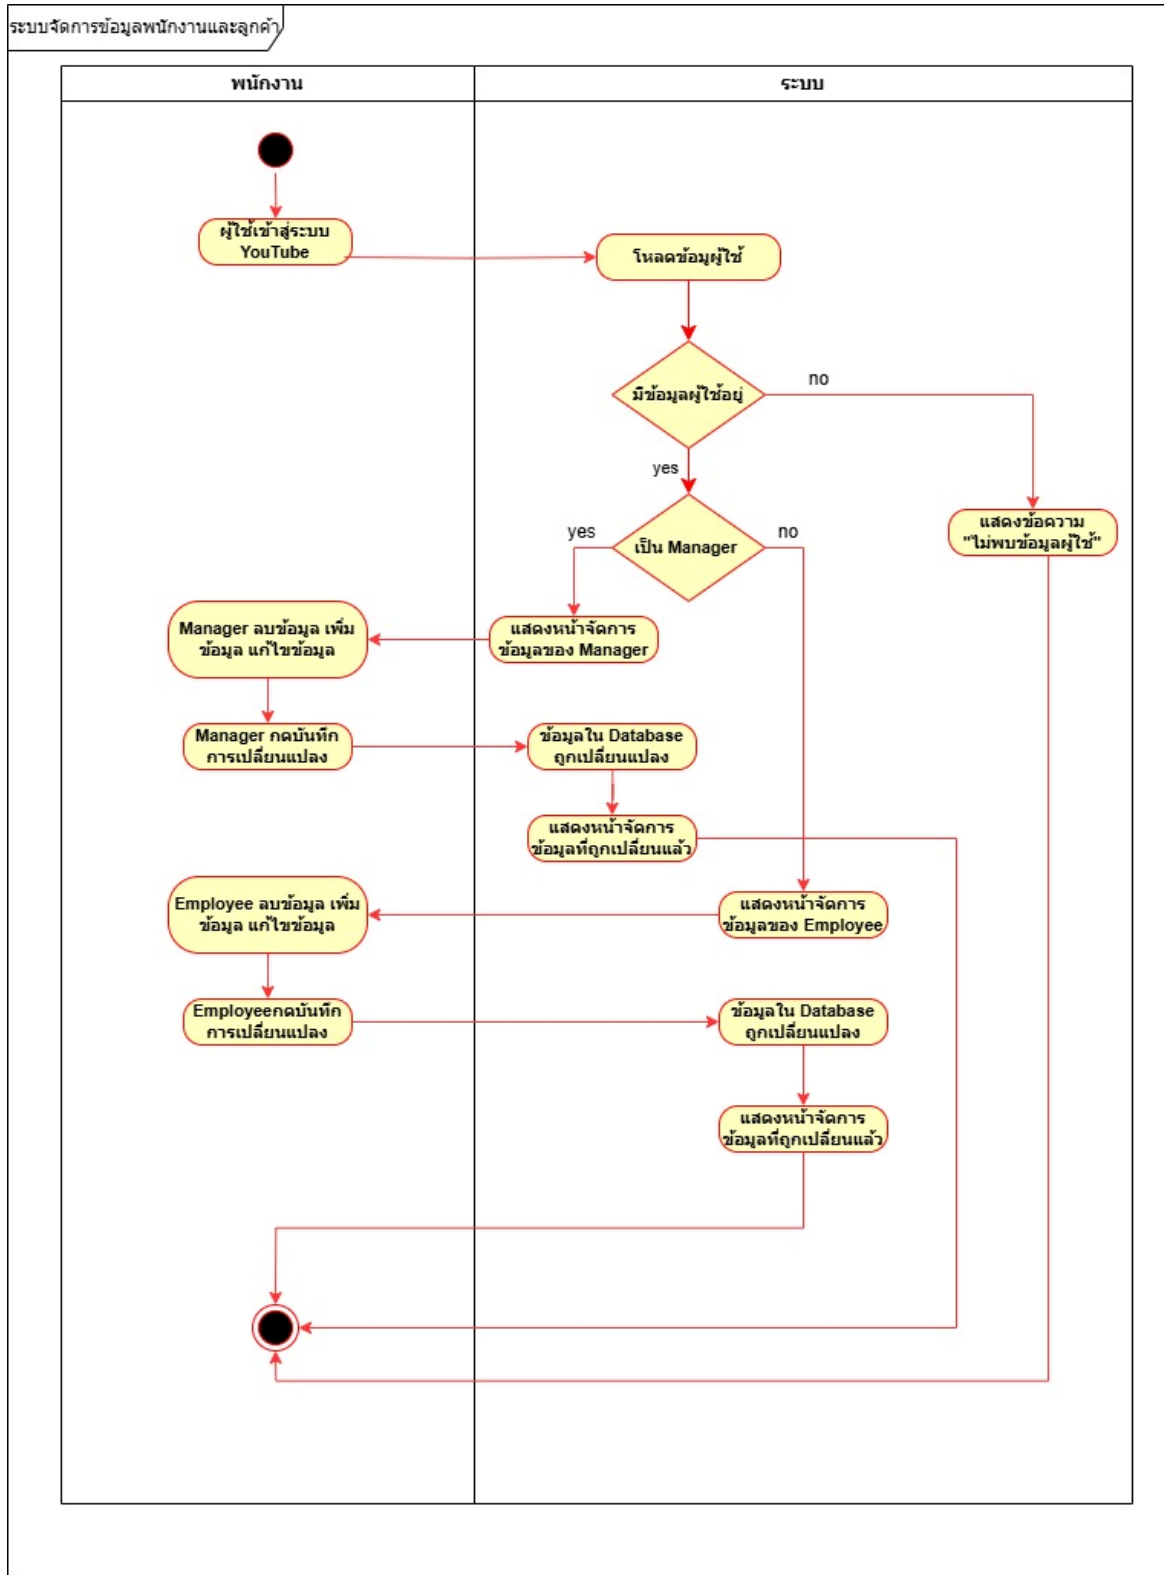 ระบบจัดการข้อมูลพนักงานและลูกค้า
พนักงาน
ระบบ
ผู้ใช้เข้าสู่ระบบ
YouTube
โหลดข้อมูผู้ใช้
มีข้อมูลผู้ใช้อยู่
no
yes
เป็น Manager
yes
no
แสดงข้อความ
"ไม่พบข้อมูลผู้ใช้"
Manager ลบข้อมูล เพิ่ม
ข้อมูล แก้ไขข้อมูล
แสดงหน้าจัดการ
ข้อมูลของ Manager
Manager กดบันทึก
การเปลี่ยนแปลง
ข้อมูลใน Database
ถูกเปลี่ยนแปลง
แสดงหน้าจัดการ
ข้อมูลที่ถูกเปลี่ยนแล้ว
Employee ลบข้อมูล เพิ่ม
ข้อมูล แก้ไขข้อมูล
แสดงหน้าจัดการ
ข้อมูลของ Employee
Employeeกดบันทึก
การเปลี่ยนแปลง
ข้อมูลใน Database
ถูกเปลี่ยนแปลง
แสดงหน้าจัดการ
ข้อมูลที่ถูกเปลี่ยนแล้ว